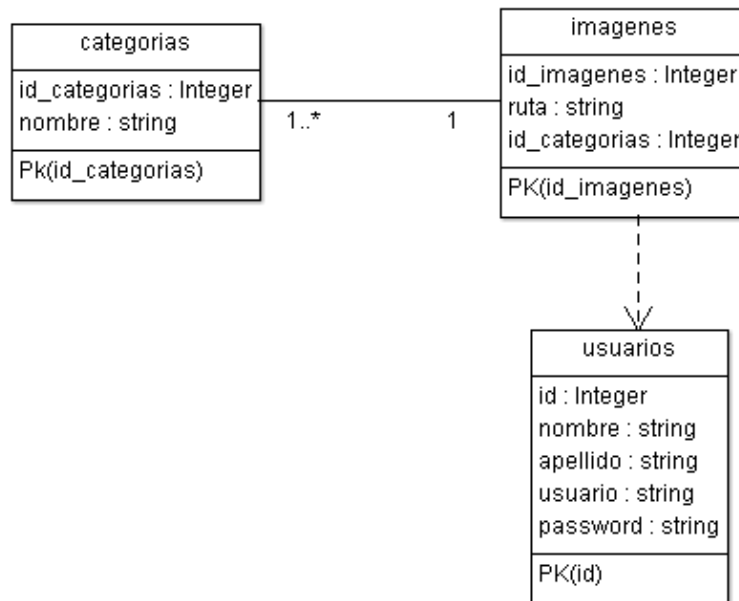 categorias
id_categorias : Integer
nombre : string
Pk(id_categorias)
1..*
1
imagenes
id_imagenes : Integer
ruta : string
id_categorias : Integer
PK(id_imagenes)
usuarios
id : Integer
nombre : string
apellido : string
usuario : string
password : string
PK(id)